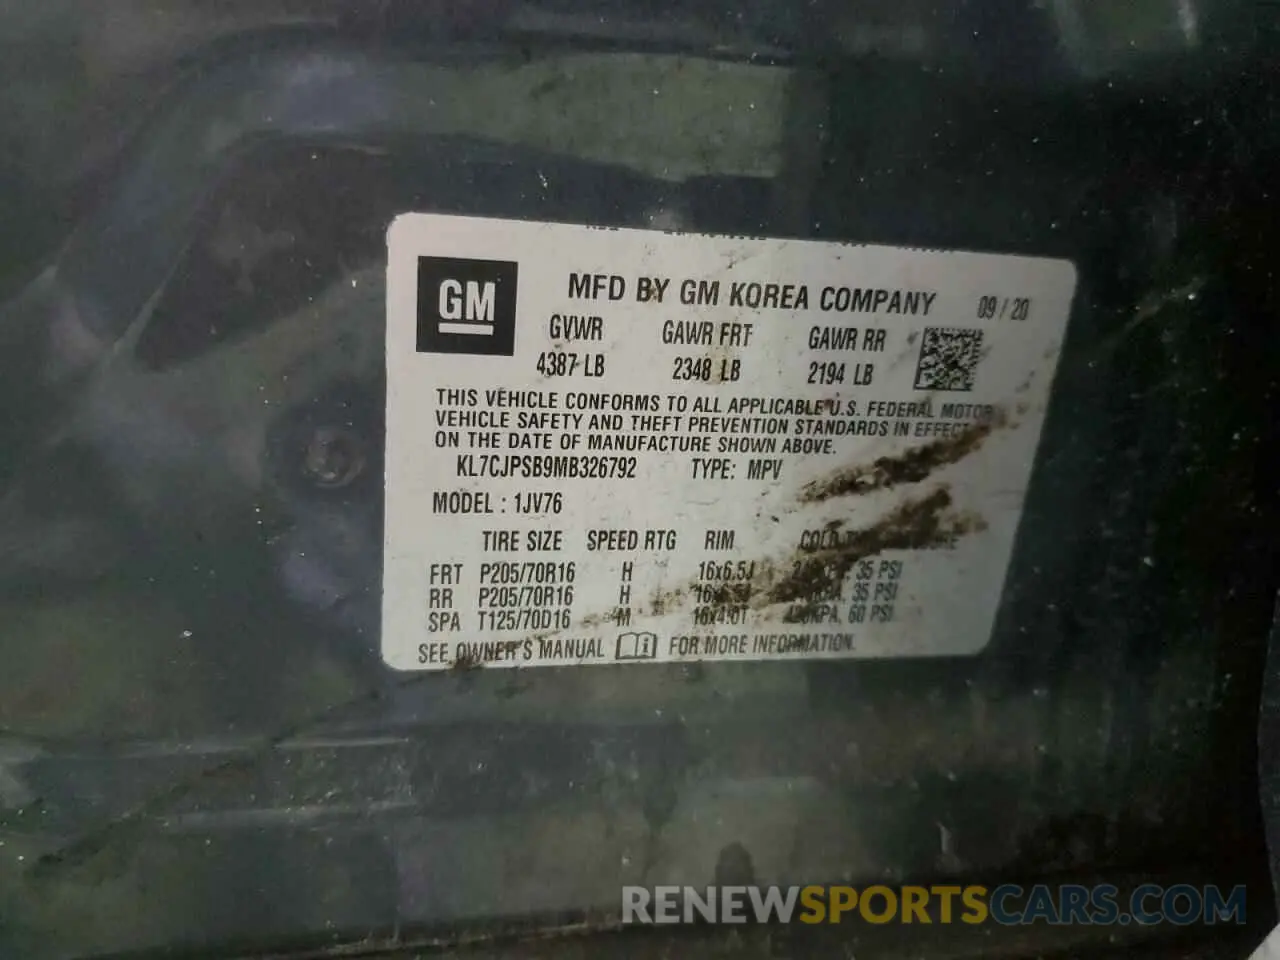 GM
MFD BY GM KOREA COMPANY 09/20
GVWR GAWR FRT GAWR RR
4387 LB 2348 LB 2194 LB
THIS VEHICLE CONFORMS TO ALL APPLICABLE U.S. FEDERAL MOTOR
VEHICLE SAFETY AND THEFT PREVENTION STANDARDS IN EFFECT
ON THE DATE OF MANUFACTURE SHOWN ABOVE.
KL7CJPSB9MB326792 TYPE: MPV
MODEL : 1JV76
TIRE SIZE SPEED RTG RIM COLD
FRT P205/70R16 H 16x6.5J 35 PSI
RR P205/70R16 H 35 PSI
SPA T125/70D16 M 16x4.0T 420KPA, 60 PSI
SEE OWNER'S MANUAL FOR MORE INFORMATION.
RENEWSPORTSCARS.COM